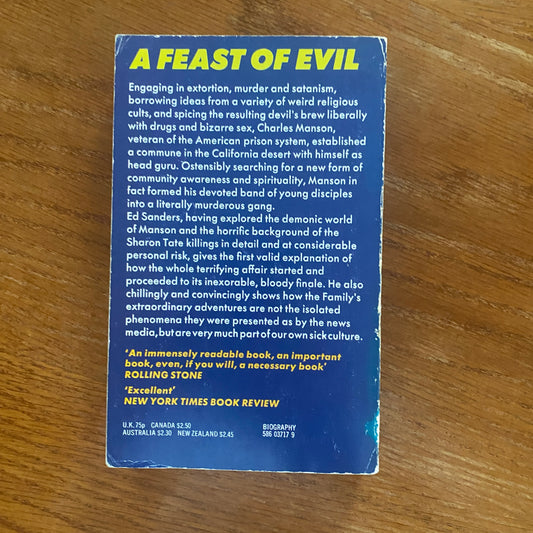 A FEAST OF EVIL
Engaging in extortion, murder and satanism,
borrowing ideas from a variety of weird religious
cults, and spicing the resulting devil's brew liberally
with drugs and bizarre sex, Charles Manson,
veteran of the American prison system, established
a commune in the California desert with himself as
head guru. Ostensibly searching for a new form of
community awareness and spirituality, Manson in
fact formed his devoted band of young disciples
into a literally murderous gang.
Ed Sanders, having explored the demonic world
of Manson and the horrific background of the
Sharon Tate killings in detail and at considerable
personal risk, gives the first valid explanation of
how the whole terrifying affair started and
proceeded to its inexorable, bloody finale. He also
chillingly and convincingly shows how the Family's
extraordinary adventures are not the isolated
phenomena they were presented as by the news
media, but are very much part of our own sick culture.
'An immensely readable book, an important
book, even, if you will, a necessary book'
ROLLING STONE
'Excellent'
NEW YORK TIMES BOOK REVIEW
U.K. 75p CANADA $2.50 BIOGRAPHY
AUSTRALIA $2.30 NEW ZEALAND $2.45 586 03717 9